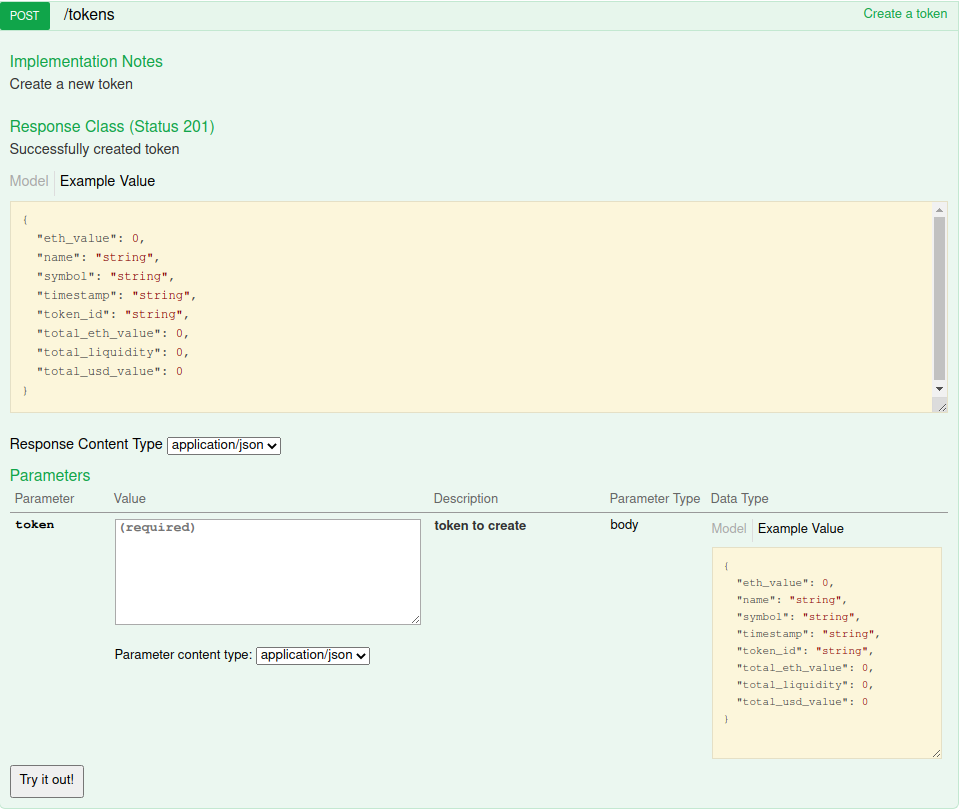 POST /tokens Create a token
Implementation Notes
Create a new token
Response Class (Status 201)
Successfully created token
Model Example Value
{
"eth_value": 0,
"name": "string",
"symbol": "string",
"timestamp": "string",
"token_id": "string",
"total_eth_value": 0,
"total_liquidity": 0,
"total_usd_value": 0
}
Response Content Type application/json
Parameters
Parameter Value Description Parameter Type Data Type
token (required) token to create body Model Example Value
{
"eth_value": 0,
"name": "string",
"symbol": "string",
"timestamp": "string",
"token_id": "string",
"total_eth_value": 0,
"total_liquidity": 0,
"total_usd_value": 0
}
Parameter content type: application/json
Try it out!